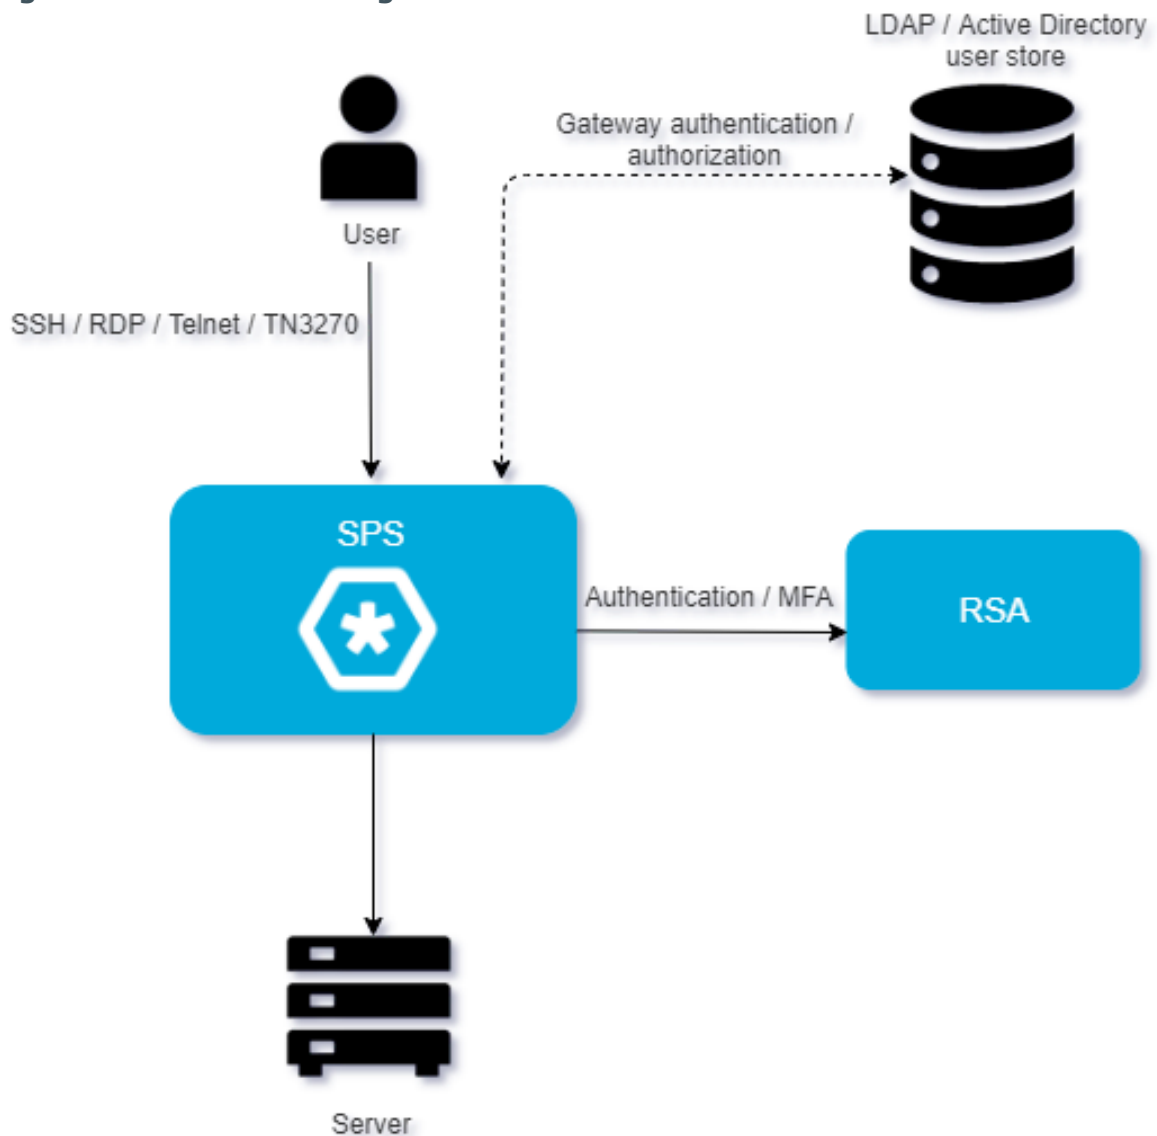 LDAP / Active Directory
user store
Gateway authentication /
authorization
User
SSH / RDP / Telnet / TN3270
SPS
Authentication / MFA
RSA
Server